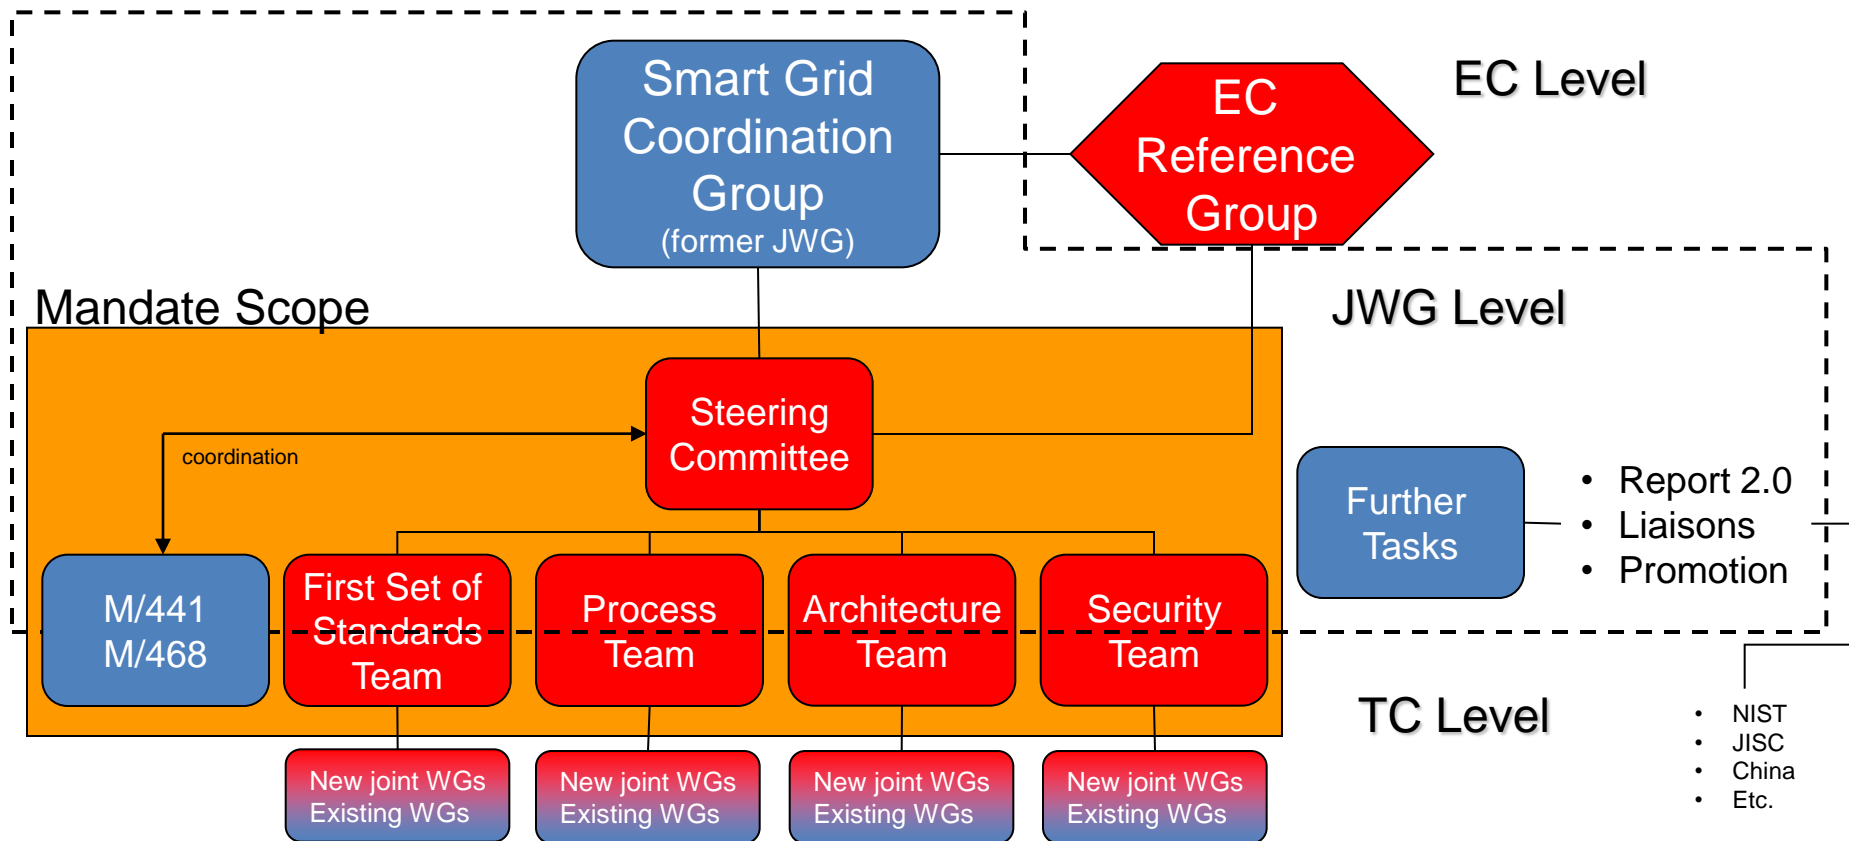 Smart Grid
Coordination
Group
(former JWG)
EC
Reference
Group
EC Level
Mandate Scope
JWG Level
Steering
Committee
coordination
Further
Tasks
• Report 2.0
• Liaisons
• Promotion
M/441
M/468
First Set of
Standards
Team
Process
Team
Architecture
Team
Security
Team
TC Level
• NIST
• JISC
• China
• Etc.
New joint WGs
Existing WGs
New joint WGs
Existing WGs
New joint WGs
Existing WGs
New joint WGs
Existing WGs